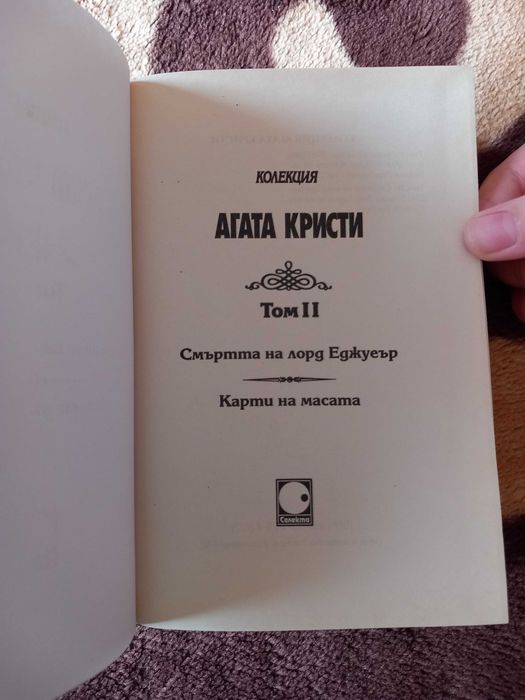 КОЛЕКЦИЯ
АГАТА КРИСТИ
Том II
Смъртта на лорд Еджуеър
Карти на масата
Селекта